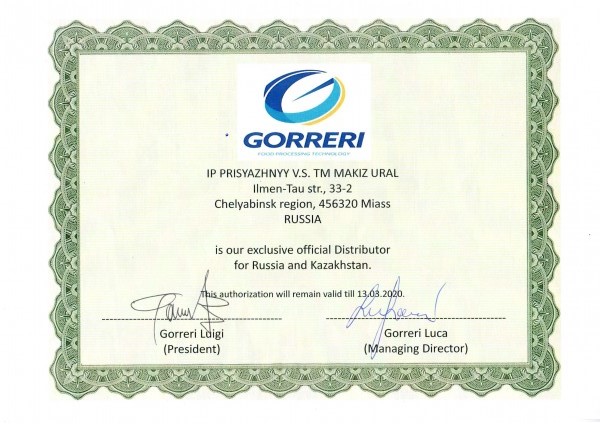 GORRERI
FOOD PROCESSING TECHNOLOGY
IP PRISYAZHNYY V.S. TM MAKIZ URAL
Ilmen-Tau str., 33-2
Chelyabinsk region, 456320 Miass
RUSSIA
is our exclusive official Distributor
for Russia and Kazakhstan.
This authorization will remain valid till 13.03.2020.
Gorreri Luigi
(President)
Gorreri Luca
(Managing Director)